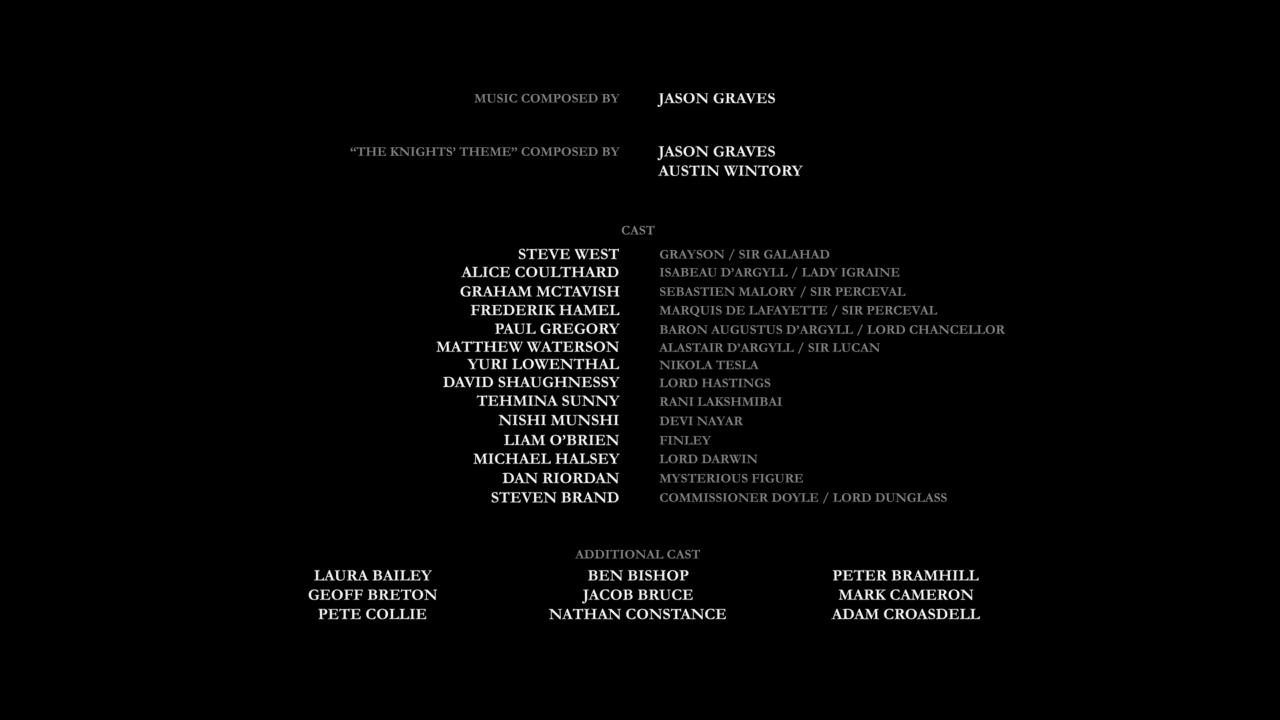 MUSIC COMPOSED BY JASON GRAVES
“THE KNIGHTS’ THEME” COMPOSED BY JASON GRAVES
AUSTIN WINTORY
CAST
STEVE WEST GRAYSON / SIR GALAHAD
ALICE COULTHARD ISABEAU D’ARGYLL / LADY IGRAINE
GRAHAM MCTAVISH SEBASTIEN MALORY / SIR PERCEVAL
FREDERIK HAMEL MARQUIS DE LAFAYETTE / SIR PERCEVAL
PAUL GREGORY BARON AUGUSTUS D’ARGYLL / LORD CHANCELLOR
MATTHEW WATERSON ALASTAIR D’ARGYLL / SIR LUCAN
YURI LOWENTHAL NIKOLA TESLA
DAVID SHAUGHNESSY LORD HASTINGS
TEHMINA SUNNY RANI LAKSHMIBAI
NISHI MUNSHI DEVI NAYAR
LIAM O’BRIEN FINLEY
MICHAEL HALSEY LORD DARWIN
DAN RIORDAN MYSTERIOUS FIGURE
STEVEN BRAND COMMISSIONER DOYLE / LORD DUNGLASS
ADDITIONAL CAST
LAURA BAILEY BEN BISHOP PETER BRAMHILL
GEOFF BRETON JACOB BRUCE MARK CAMERON
PETE COLLIE NATHAN CONSTANCE ADAM CROASDELL